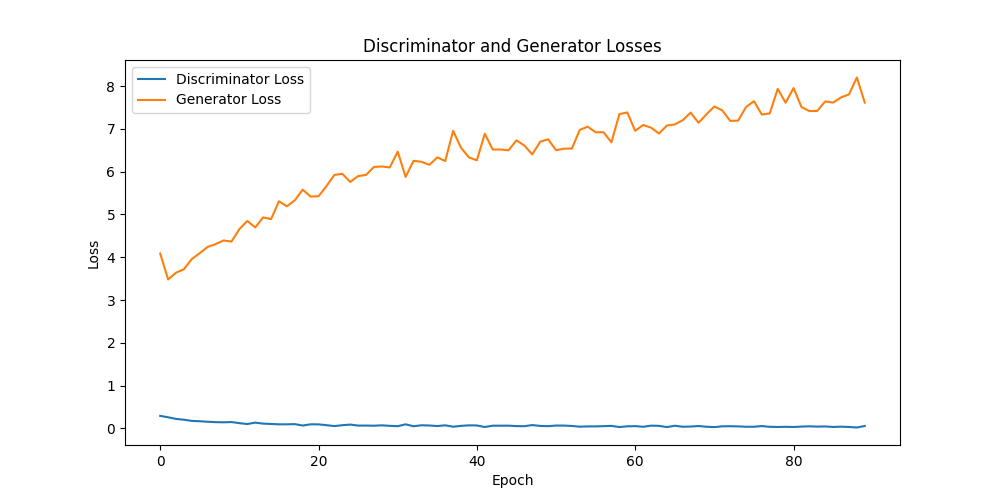 Discriminator and Generator Losses
Discriminator Loss
Generator Loss
8
7
6
5
4
3
2
1
0
Loss
0 20 40 60 80
Epoch